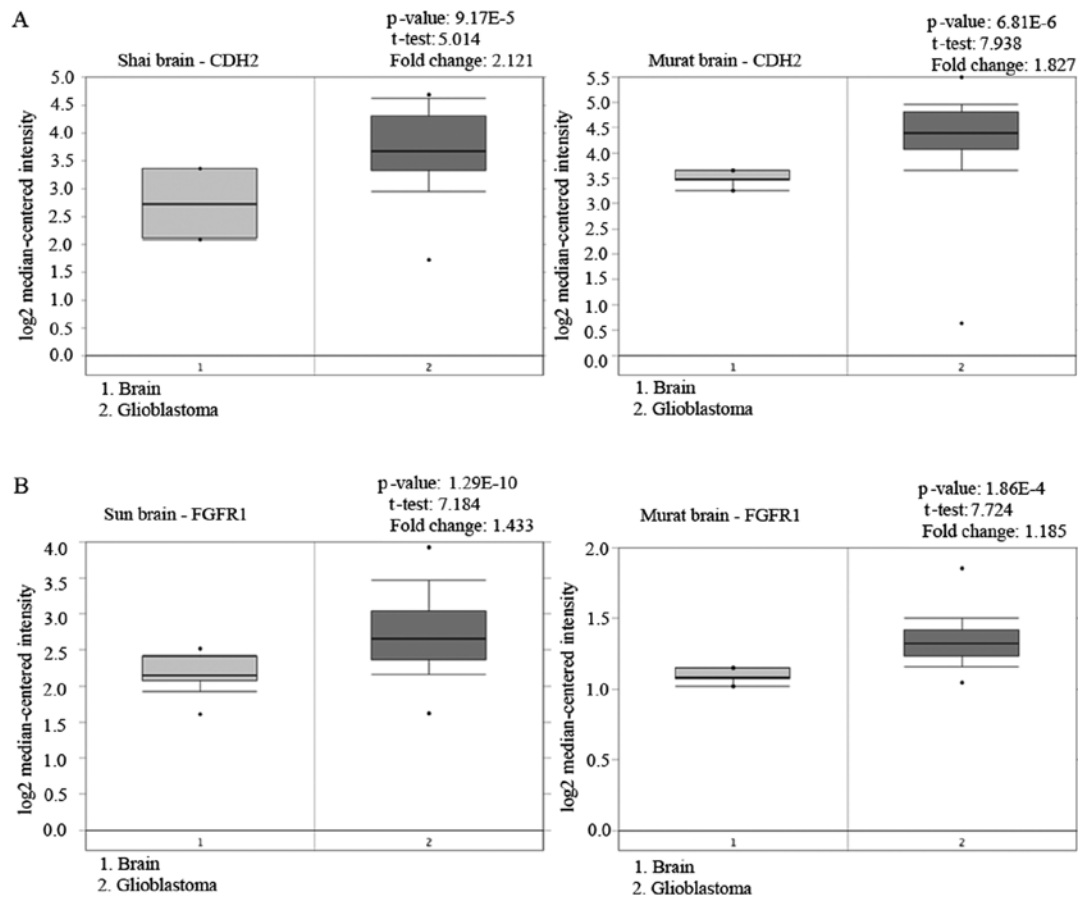 A
p-value: 9.17E-5
t-test: 5.014
Fold change: 2.121
Shai brain - CDH2
log2 median-centered intensity
5.0
4.5
4.0
3.5
3.0
2.5
2.0
1.5
1.0
0.5
0.0
1 2
1. Brain
2. Glioblastoma
p-value: 6.81E-6
t-test: 7.938
Fold change: 1.827
Murat brain - CDH2
log2 median-centered intensity
5.5
5.0
4.5
4.0
3.5
3.0
2.5
2.0
1.5
1.0
0.5
0.0
1 2
1. Brain
2. Glioblastoma
B
p-value: 1.29E-10
t-test: 7.184
Fold change: 1.433
Sun brain - FGFR1
log2 median-centered intensity
4.0
3.5
3.0
2.5
2.0
1.5
1.0
0.5
0.0
1 2
1. Brain
2. Glioblastoma
p-value: 1.86E-4
t-test: 7.724
Fold change: 1.185
Murat brain - FGFR1
log2 median-centered intensity
2.0
1.5
1.0
0.5
0.0
1 2
1. Brain
2. Glioblastoma